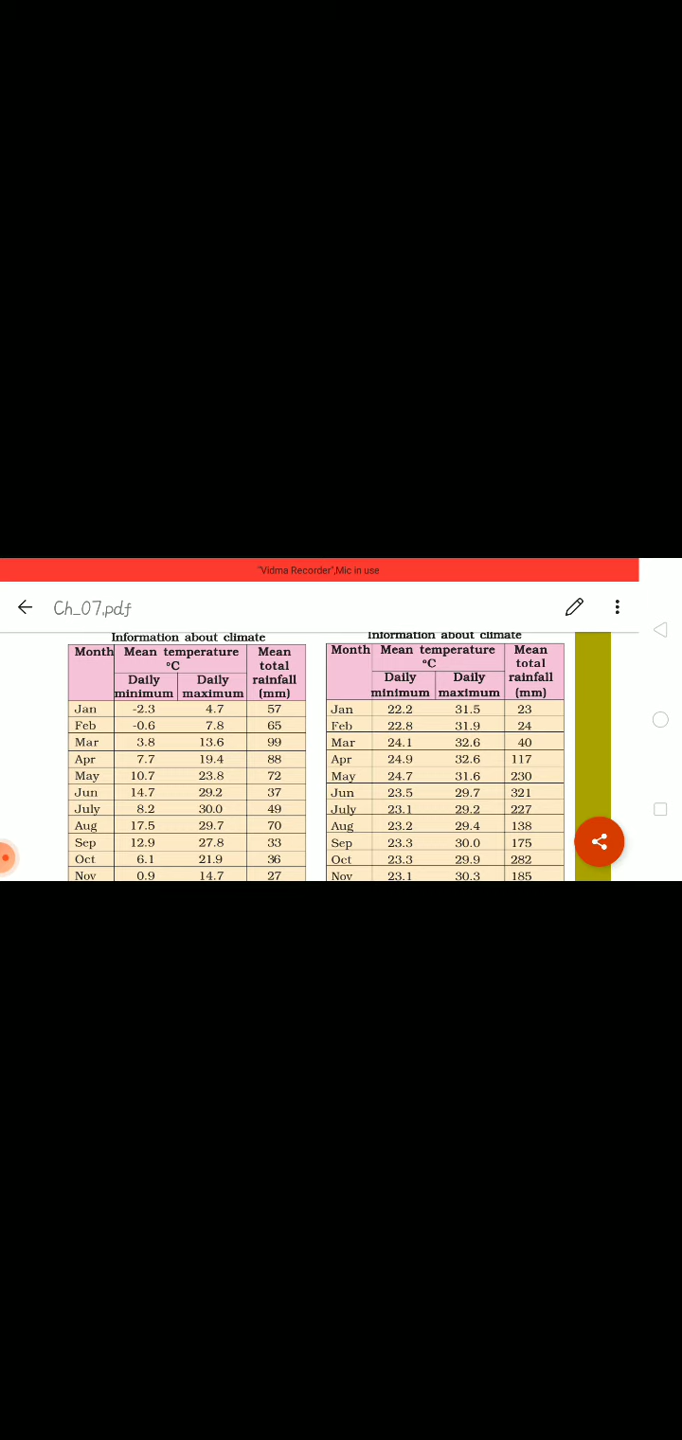 "Vidma Recorder",Mic in use
Ch_07.pdf
Information about climate
Month Mean temperature °C Mean total rainfall (mm)
Daily minimum Daily maximum
Jan -2.3 4.7 57
Feb -0.6 7.8 65
Mar 3.8 13.6 99
Apr 7.7 19.4 88
May 10.7 23.8 72
Jun 14.7 29.2 37
July 8.2 30.0 49
Aug 17.5 29.7 70
Sep 12.9 27.8 33
Oct 6.1 21.9 36
Nov 0.9 14.7 27
Information about climate
Month Mean temperature °C Mean total rainfall (mm)
Daily minimum Daily maximum
Jan 22.2 31.5 23
Feb 22.8 31.9 24
Mar 24.1 32.6 40
Apr 24.9 32.6 117
May 24.7 31.6 230
Jun 23.5 29.7 321
July 23.1 29.2 227
Aug 23.2 29.4 138
Sep 23.3 30.0 175
Oct 23.3 29.9 282
Nov 23.1 30.3 185